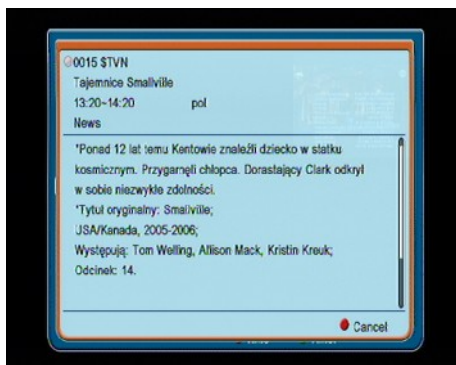 0015 $TVN
Tajemnice Smallville
13:20~14:20 pol
News
"Ponad 12 lat temu Kentowie znaleźli dziecko w statku
kosmicznym. Przygarnęli chłopca. Dorastający Clark odkrył
w sobie niezwykłe zdolności.
"Tytuł oryginalny: Smallville;
USA/Kanada, 2005-2006;
Występują: Tom Welling, Allison Mack, Kristin Kreuk;
Odcinek: 14.
Cancel